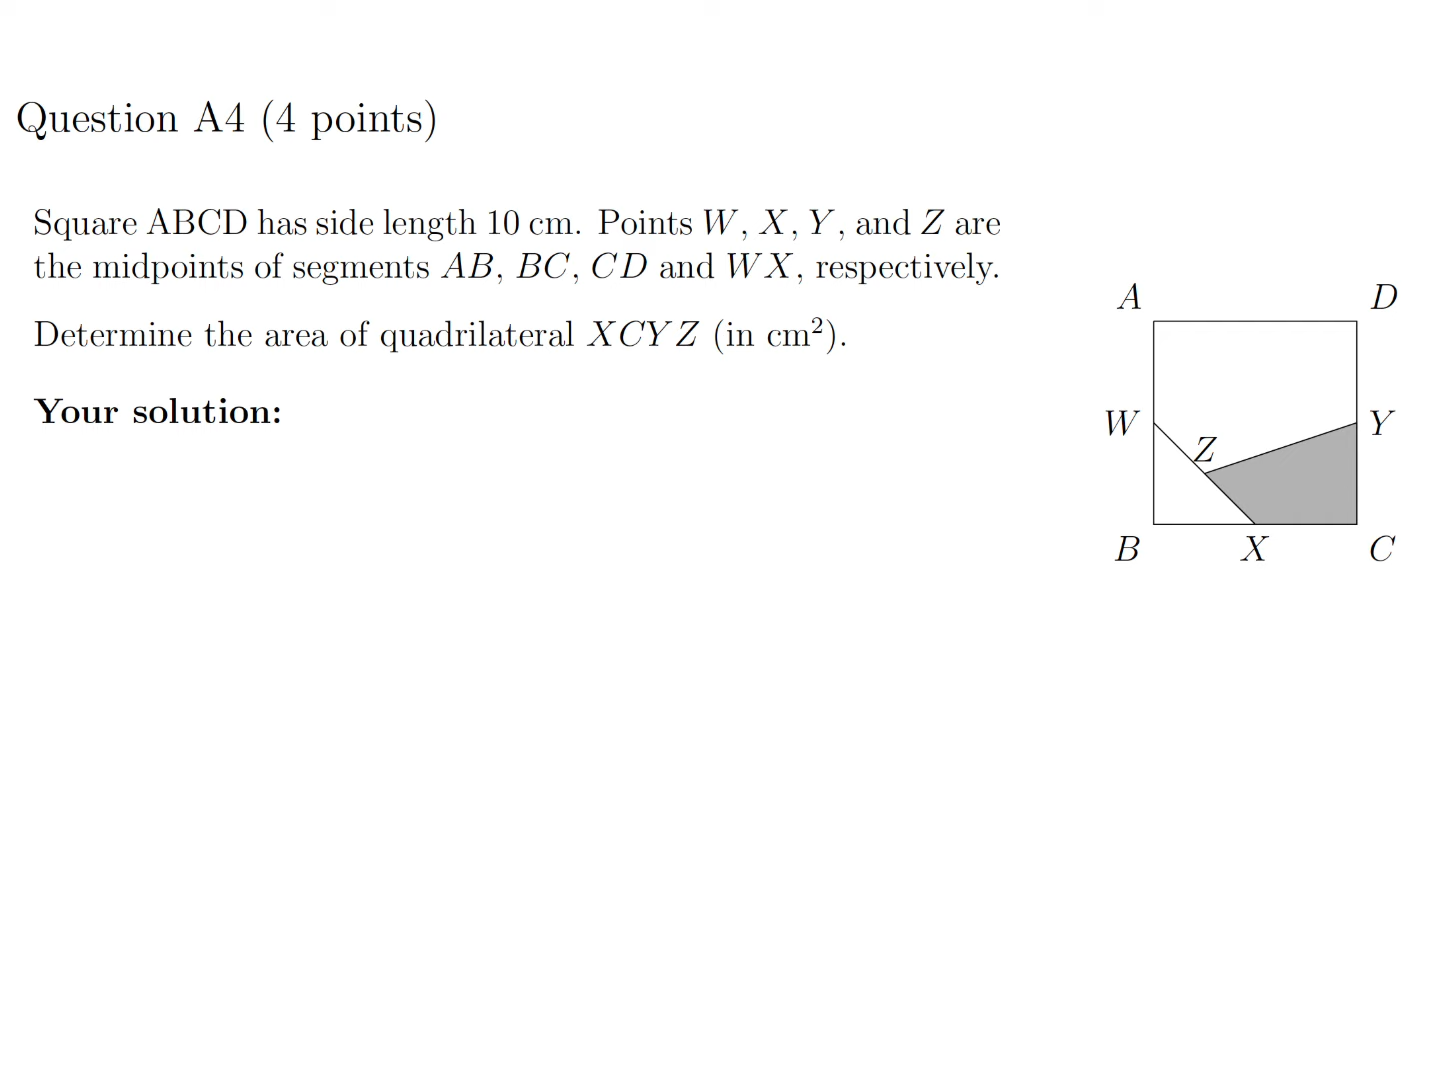 Question A4 (4 points)
Square ABCD has side length 10 cm. Points W, X, Y, and Z are
the midpoints of segments AB, BC, CD and WX, respectively.
Determine the area of quadrilateral XCYZ (in cm²).
Your solution:
A D
W Z Y
B X C